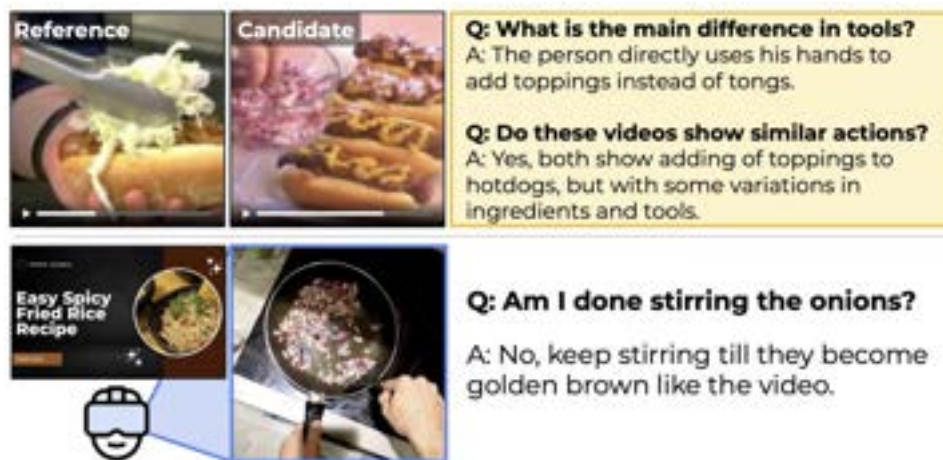 Reference
Candidate
Q: What is the main difference in tools?
A: The person directly uses his hands to
add toppings instead of tongs.
Q: Do these videos show similar actions?
A: Yes, both show adding of toppings to
hotdogs, but with some variations in
ingredients and tools.
Easy Spicy
Fried Rice
Recipe
Q: Am I done stirring the onions?
A: No, keep stirring till they become
golden brown like the video.